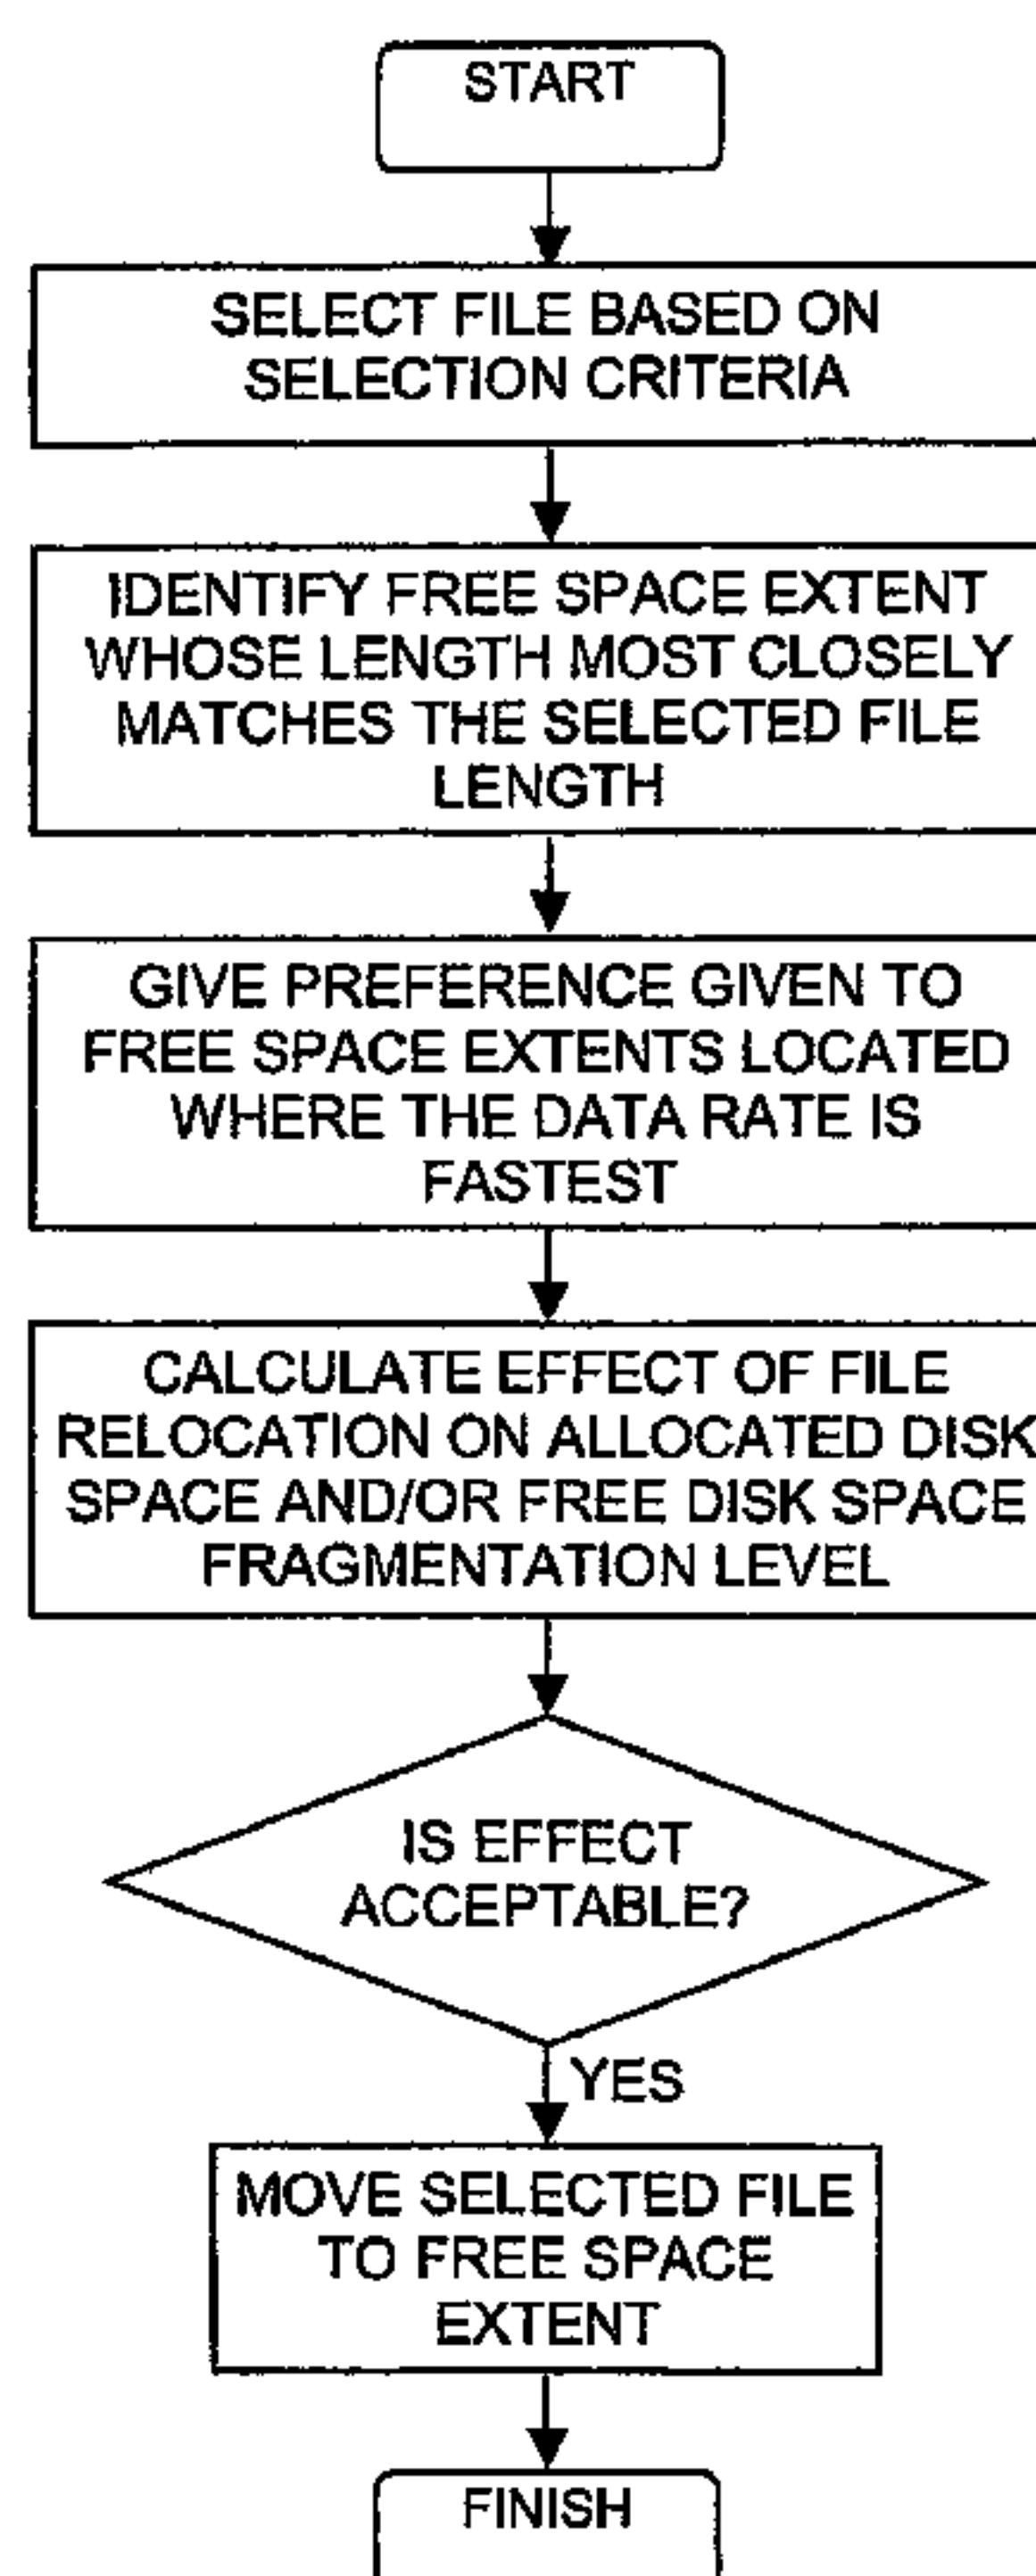 START
SELECT FILE BASED ON
SELECTION CRITERIA
IDENTIFY FREE SPACE EXTENT
WHOSE LENGTH MOST CLOSELY
MATCHES THE SELECTED FILE
LENGTH
GIVE PREFERENCE GIVEN TO
FREE SPACE EXTENTS LOCATED
WHERE THE DATA RATE IS
FASTEST
CALCULATE EFFECT OF FILE
RELOCATION ON ALLOCATED DISK
SPACE AND/OR FREE DISK SPACE
FRAGMENTATION LEVEL
IS EFFECT
ACCEPTABLE?
YES
MOVE SELECTED FILE
TO FREE SPACE
EXTENT
FINISH